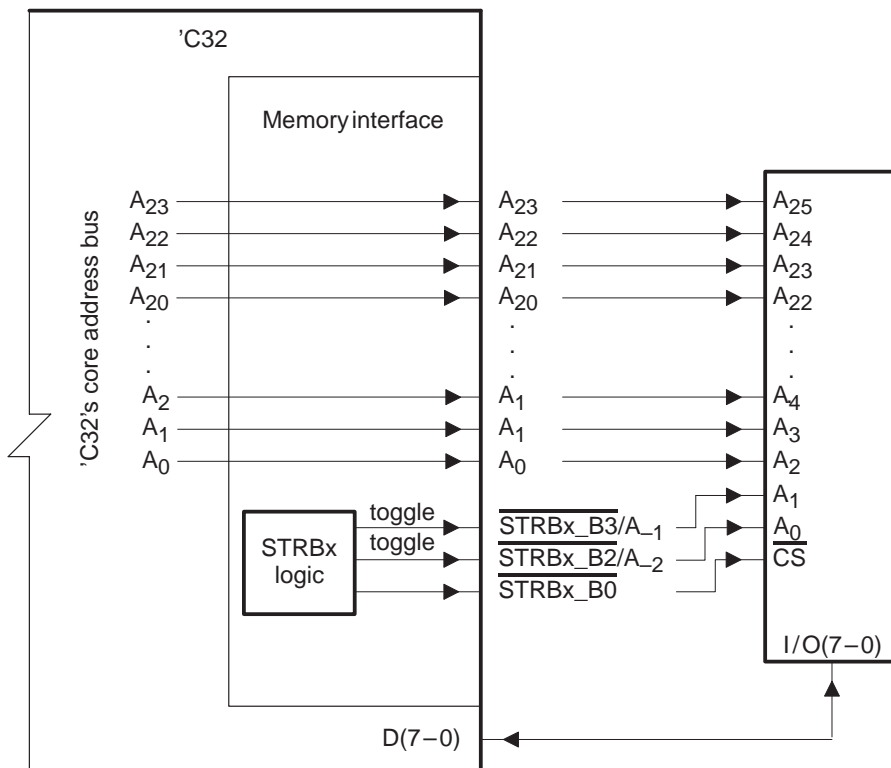 'C32
Memory interface
'C32's core address bus
A23 A23 A25
A22 A22 A24
A21 A21 A23
A20 A20 A22
. . .
. . .
. . .
A2 A1 A4
A1 A1 A3
A0 A0 A2
A1
toggle STRBx_B3/A–1 A0
STRBx logic
toggle STRBx_B2/A–2 CS
STRBx_B0
I/O(7–0)
D(7–0)